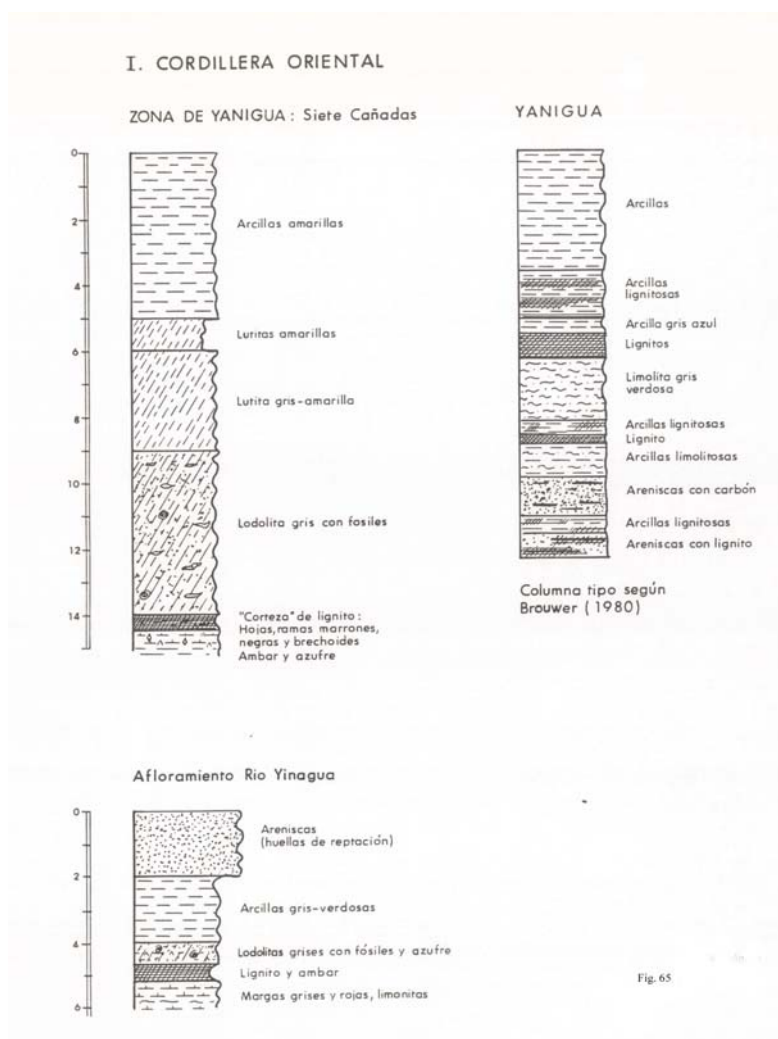 I. CORDILLERA ORIENTAL
ZONA DE YANIGUA: Siete Cañadas
0
2
4
6
8
10
12
14
Arcillas amarillas
Lutitas amarillas
Lutita gris-amarilla
Lodolita gris con fosiles
"Corteza" de lignito:
Hojas, ramas marrones,
negras y brechoides
Ambar y azufre
YANIGUA
Arcillas
Arcillas
lignitosas
Arcilla gris azul
Lignitos
Limolita gris
verdosa
Arcillas lignitosas
Lignito
Arcillas limolitosas
Areniscas con carbón
Arcillas lignitosas
Areniscas con lignito
Columna tipo según
Brouwer (1980)
Afloramiento Rio Yinagua
0
2
4
6
Areniscas
(huellas de reptación)
Arcillas gris-verdosas
Lodolitas grises con fósiles y azufre
Lignito y ambar
Margas grises y rojas, limonitas
Fig. 65